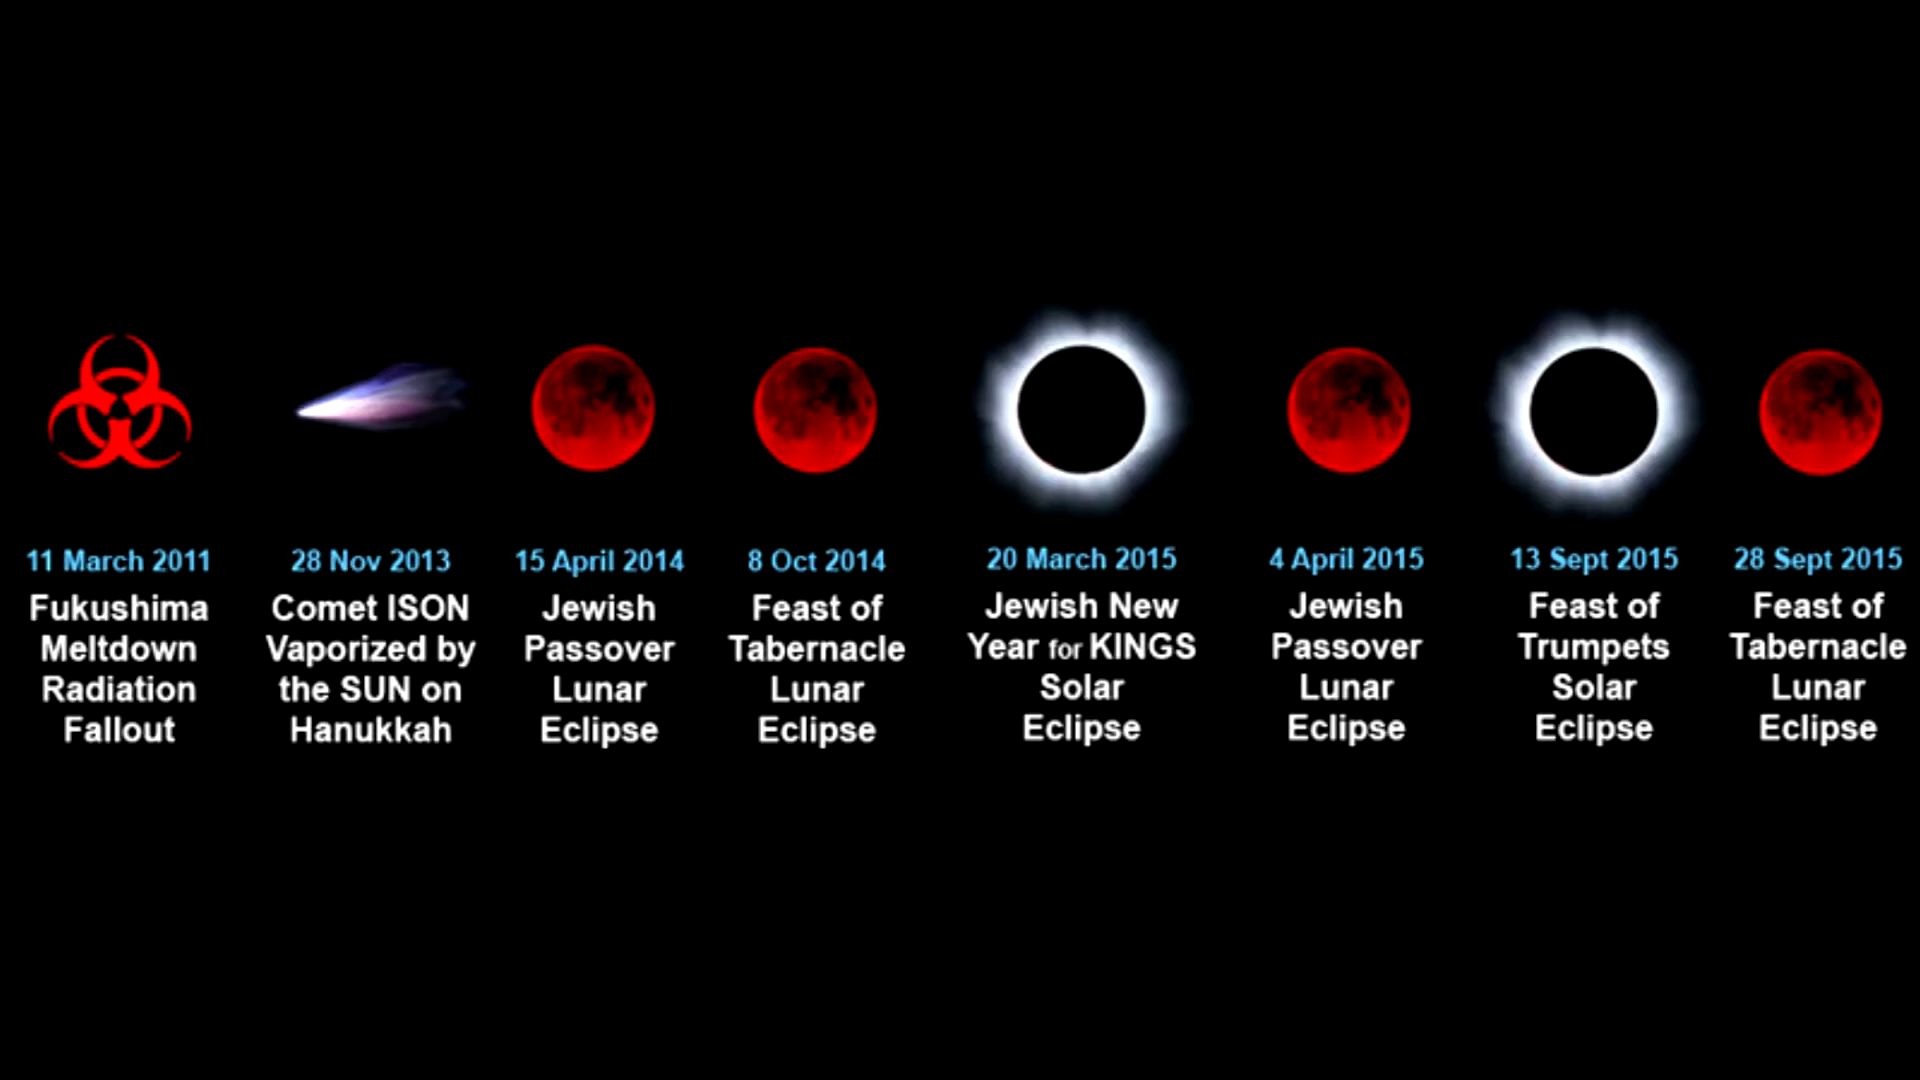 11 March 2011
Fukushima
Meltdown
Radiation
Fallout
28 Nov 2013
Comet ISON
Vaporized by
the SUN on
Hanukkah
15 April 2014
Jewish
Passover
Lunar
Eclipse
8 Oct 2014
Feast of
Tabernacle
Lunar
Eclipse
20 March 2015
Jewish New
Year for KINGS
Solar
Eclipse
4 April 2015
Jewish
Passover
Lunar
Eclipse
13 Sept 2015
Feast of
Trumpets
Solar
Eclipse
28 Sept 2015
Feast of
Tabernacle
Lunar
Eclipse